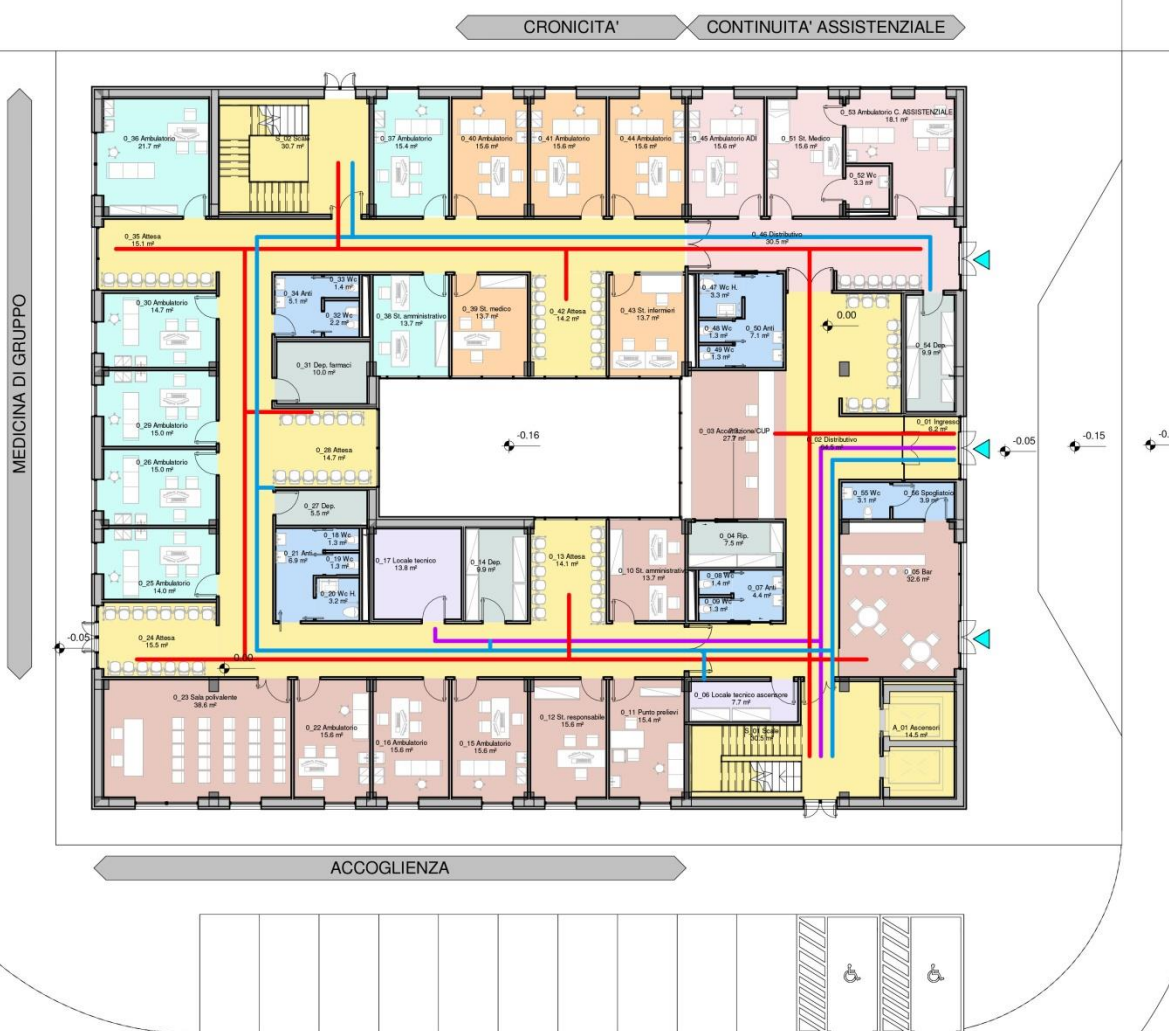 CRONICITA'
CONTINUITA' ASSISTENZIALE
MEDICINA DI GRUPPO
0_36 Ambulatorio
21.7 m²
S_02 Scale
30.7 m²
0_37 Ambulatorio
15.4 m²
0_40 Ambulatorio
15.6 m²
0_41 Ambulatorio
15.6 m²
0_44 Ambulatorio
15.6 m²
0_45 Ambulatorio ADI
15.6 m²
0_51 St. Medico
15.6 m²
0_53 Ambulatorio C. ASSISTENZIALE
18.1 m²
0_52 Wc
3.3 m²
0_35 Attesa
15.1 m²
0_46 Distributivo
30.5 m²
0_34 Anti
5.1 m²
0_33 Wc
1.4 m²
0_32 Wc
2.2 m²
0_38 St. amministrativo
13.7 m²
0_39 St. medico
13.7 m²
0_42 Attesa
14.2 m²
0_43 St. infermieri
13.7 m²
0_47 Wc H.
3.3 m²
0_48 Wc
1.3 m²
0_49 Wc
1.3 m²
0_50 Anti
7.1 m²
0.00
0_54 Dep.
9.9 m²
0_30 Ambulatorio
14.7 m²
0_31 Dep. farmaci
10.0 m²
0_29 Ambulatorio
15.0 m²
0_28 Attesa
14.7 m²
-0.16
27.7 m²
0_01 Ingresso
6.2 m²
0_02 Distributivo
-0.05
-0.15
0_26 Ambulatorio
15.0 m²
0_27 Dep.
5.5 m²
0_55 Wc
3.1 m²
0_56 Spogliatoio
3.9 m²
0_25 Ambulatorio
14.0 m²
0_21 Anti
6.9 m²
0_18 Wc
1.3 m²
0_19 Wc
1.3 m²
0_20 Wc H.
3.2 m²
0_17 Locale tecnico
13.8 m²
0_14 Dep.
9.9 m²
0_13 Attesa
14.1 m²
0_10 St. amministrativo
13.7 m²
0_04 Rip.
7.5 m²
0_08 Wc
1.4 m²
0_09 Wc
1.3 m²
0_07 Anti
4.4 m²
0_05 Bar
32.6 m²
-0.05
0_24 Attesa
15.5 m²
0.00
0_23 Sala polivalente
38.6 m²
0_22 Ambulatorio
15.6 m²
0_16 Ambulatorio
15.6 m²
0_15 Ambulatorio
15.6 m²
0_12 St. responsabile
15.6 m²
0_11 Punto prelievi
15.4 m²
0_06 Locale tecnico ascensore
7.7 m²
S_01 Scale
30.5 m²
A_01 Ascensori
14.5 m²
ACCOGLIENZA